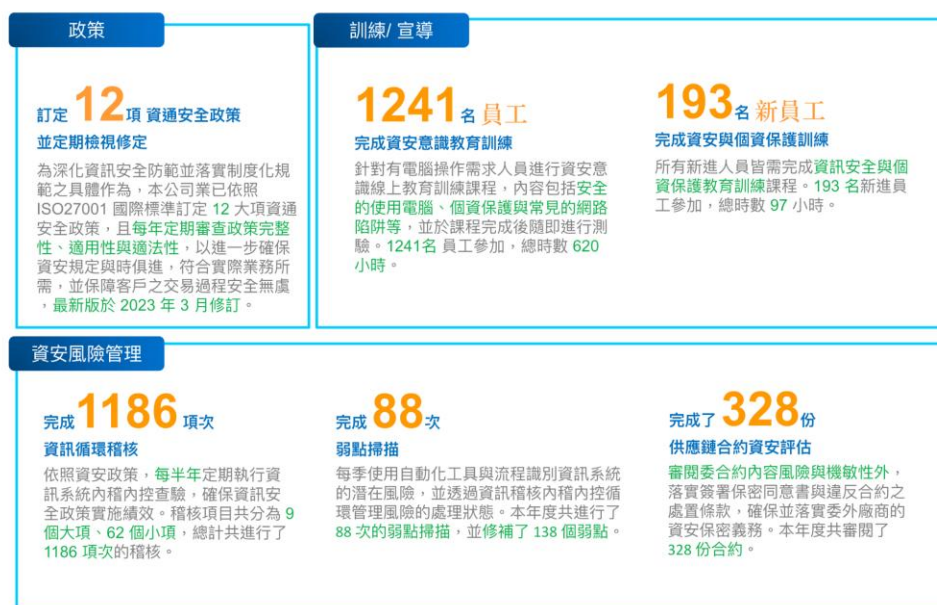 政策
訂定 12項 資通安全政策
並定期檢視修定
為深化資訊安全防範並落實制度化規
範之具體作為，本公司業已依照
ISO27001 國際標準訂定 12 大項資通
安全政策，且每年定期審查政策完整
性、適用性與適法性，以進一步確保
資安規定與時俱進，符合實際業務所
需，並保障客戶之交易過程安全無虞
，最新版於 2023 年 3 月修訂。
訓練/ 宣導
1241名 員工
完成資安意識教育訓練
針對有電腦操作需求人員進行資安意
識線上教育訓練課程，內容包括安全
的使用電腦、個資保護與常見的網路
陷阱等，並於課程完成後隨即進行測
驗。1241名 員工參加，總時數 620
小時。
193名 新員工
完成資安與個資保護訓練
所有新進人員皆需完成資訊安全與個
資保護教育訓練課程。193 名新進員
工參加，總時數 97 小時。
資安風險管理
完成1186 項次
資訊循環稽核
依照資安政策，每半年定期執行資
訊系統內稽內控查驗，確保資訊安
全政策實施績效。稽核項目共分為 9
個大項、62 個小項，總計共進行了
1186 項次的稽核。
完成 88次
弱點掃描
每季使用自動化工具與流程識別資訊系統
的潛在風險，並透過資訊稽核內稽內控循
環管理風險的處理狀態。本年度共進行了
88 次的弱點掃描，並修補了 138 個弱點。
完成了 328份
供應鏈合約資安評估
審閱委合約內容風險與機敏性外，
落實簽署保密同意書與違反合約之
處置條款，確保並落實委外廠商的
資安保密義務。本年度共審閱了
328 份合約。